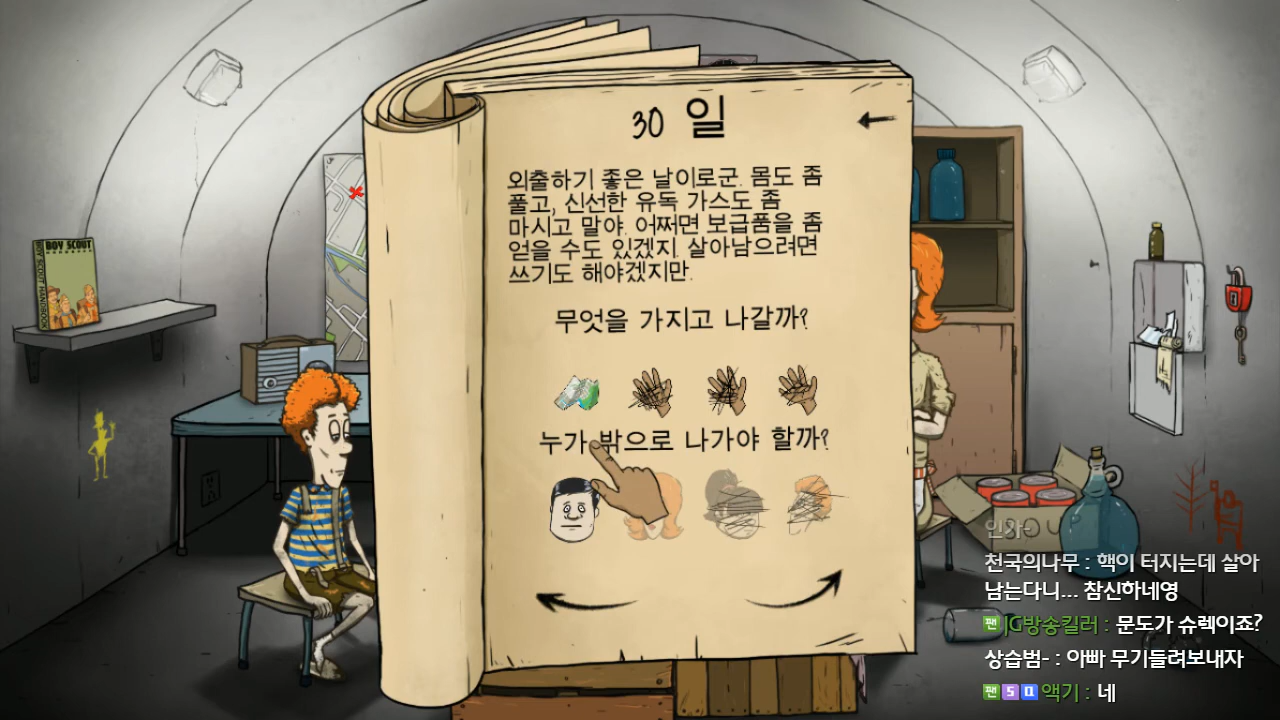 30 일
외출하기 좋은 날이로군. 몸도 좀
풀고, 신선한 유독 가스도 좀
마시고 말야. 어쩌면 보급품을 좀
얻을 수도 있겠지. 살아남으려면
쓰기도 해야겠지만.
무엇을 가지고 나갈까?
누가 밖으로 나가야 할까?
BOY SCOUT
BOY SCOUT HANDBOOK
천국의나무 : 핵이 터지는데 살아
남는다니... 참신하네영
팬 JG방송킬러 : 문도가 슈렉이죠?
상습범- : 아빠 무기들려보내자
팬 5 액기 : 네